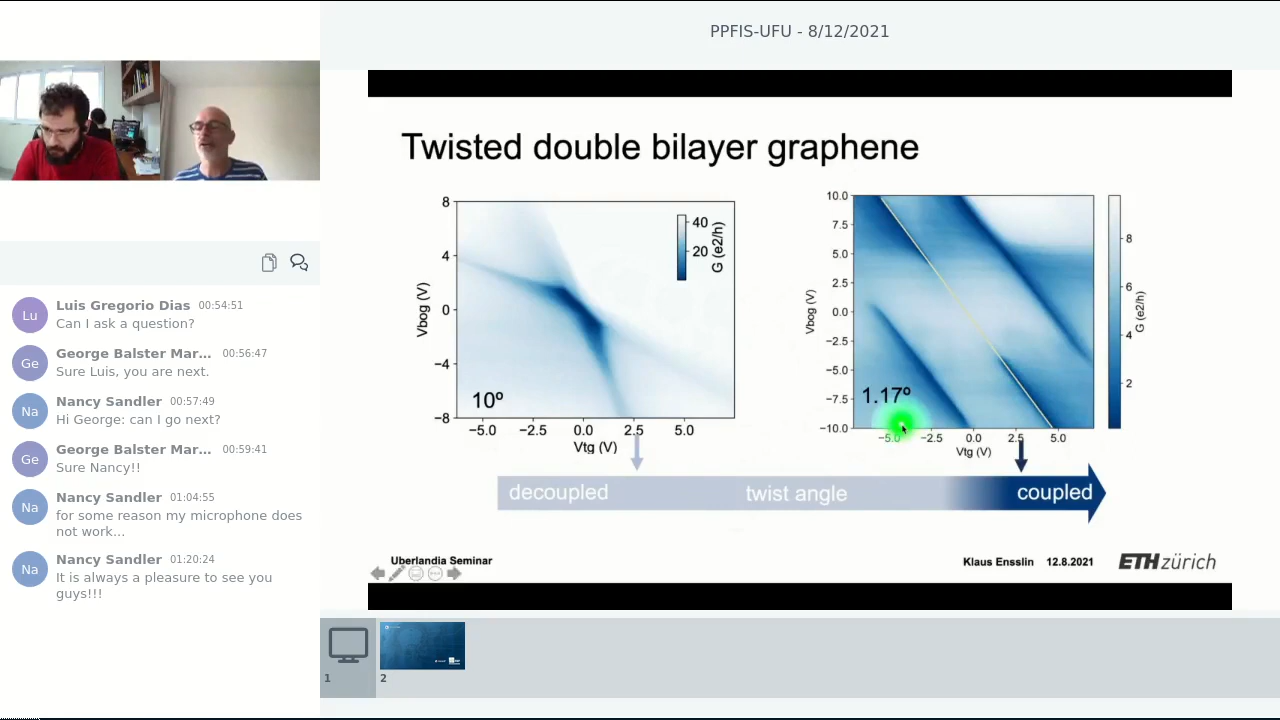 PPFIS-UFU - 8/12/2021
Lu
Luis Gregorio Dias 00:54:51
Can I ask a question?
Ge
George Balster Mar... 00:56:47
Sure Luis, you are next.
Na
Nancy Sandler 00:57:49
Hi George: can I go next?
Ge
George Balster Mar... 00:59:41
Sure Nancy!!
Na
Nancy Sandler 01:04:55
for some reason my microphone does
not work...
Na
Nancy Sandler 01:20:24
It is always a pleasure to see you
guys!!!
Twisted double bilayer graphene
8
4
0
−4
−8
Vbog (V)
40
20
G (e2/h)
10º
−5.0 −2.5 0.0 2.5 5.0
Vtg (V)
10.0
7.5
5.0
2.5
0.0
−2.5
−5.0
−7.5
−10.0
Vbog (V)
1.17º
−5.0 −2.5 0.0 2.5 5.0
Vtg (V)
8
6
4
2
G (e2/h)
decoupled twist angle coupled
Uberlandia Seminar
Klaus Ensslin 12.8.2021
ETH zürich
1
2